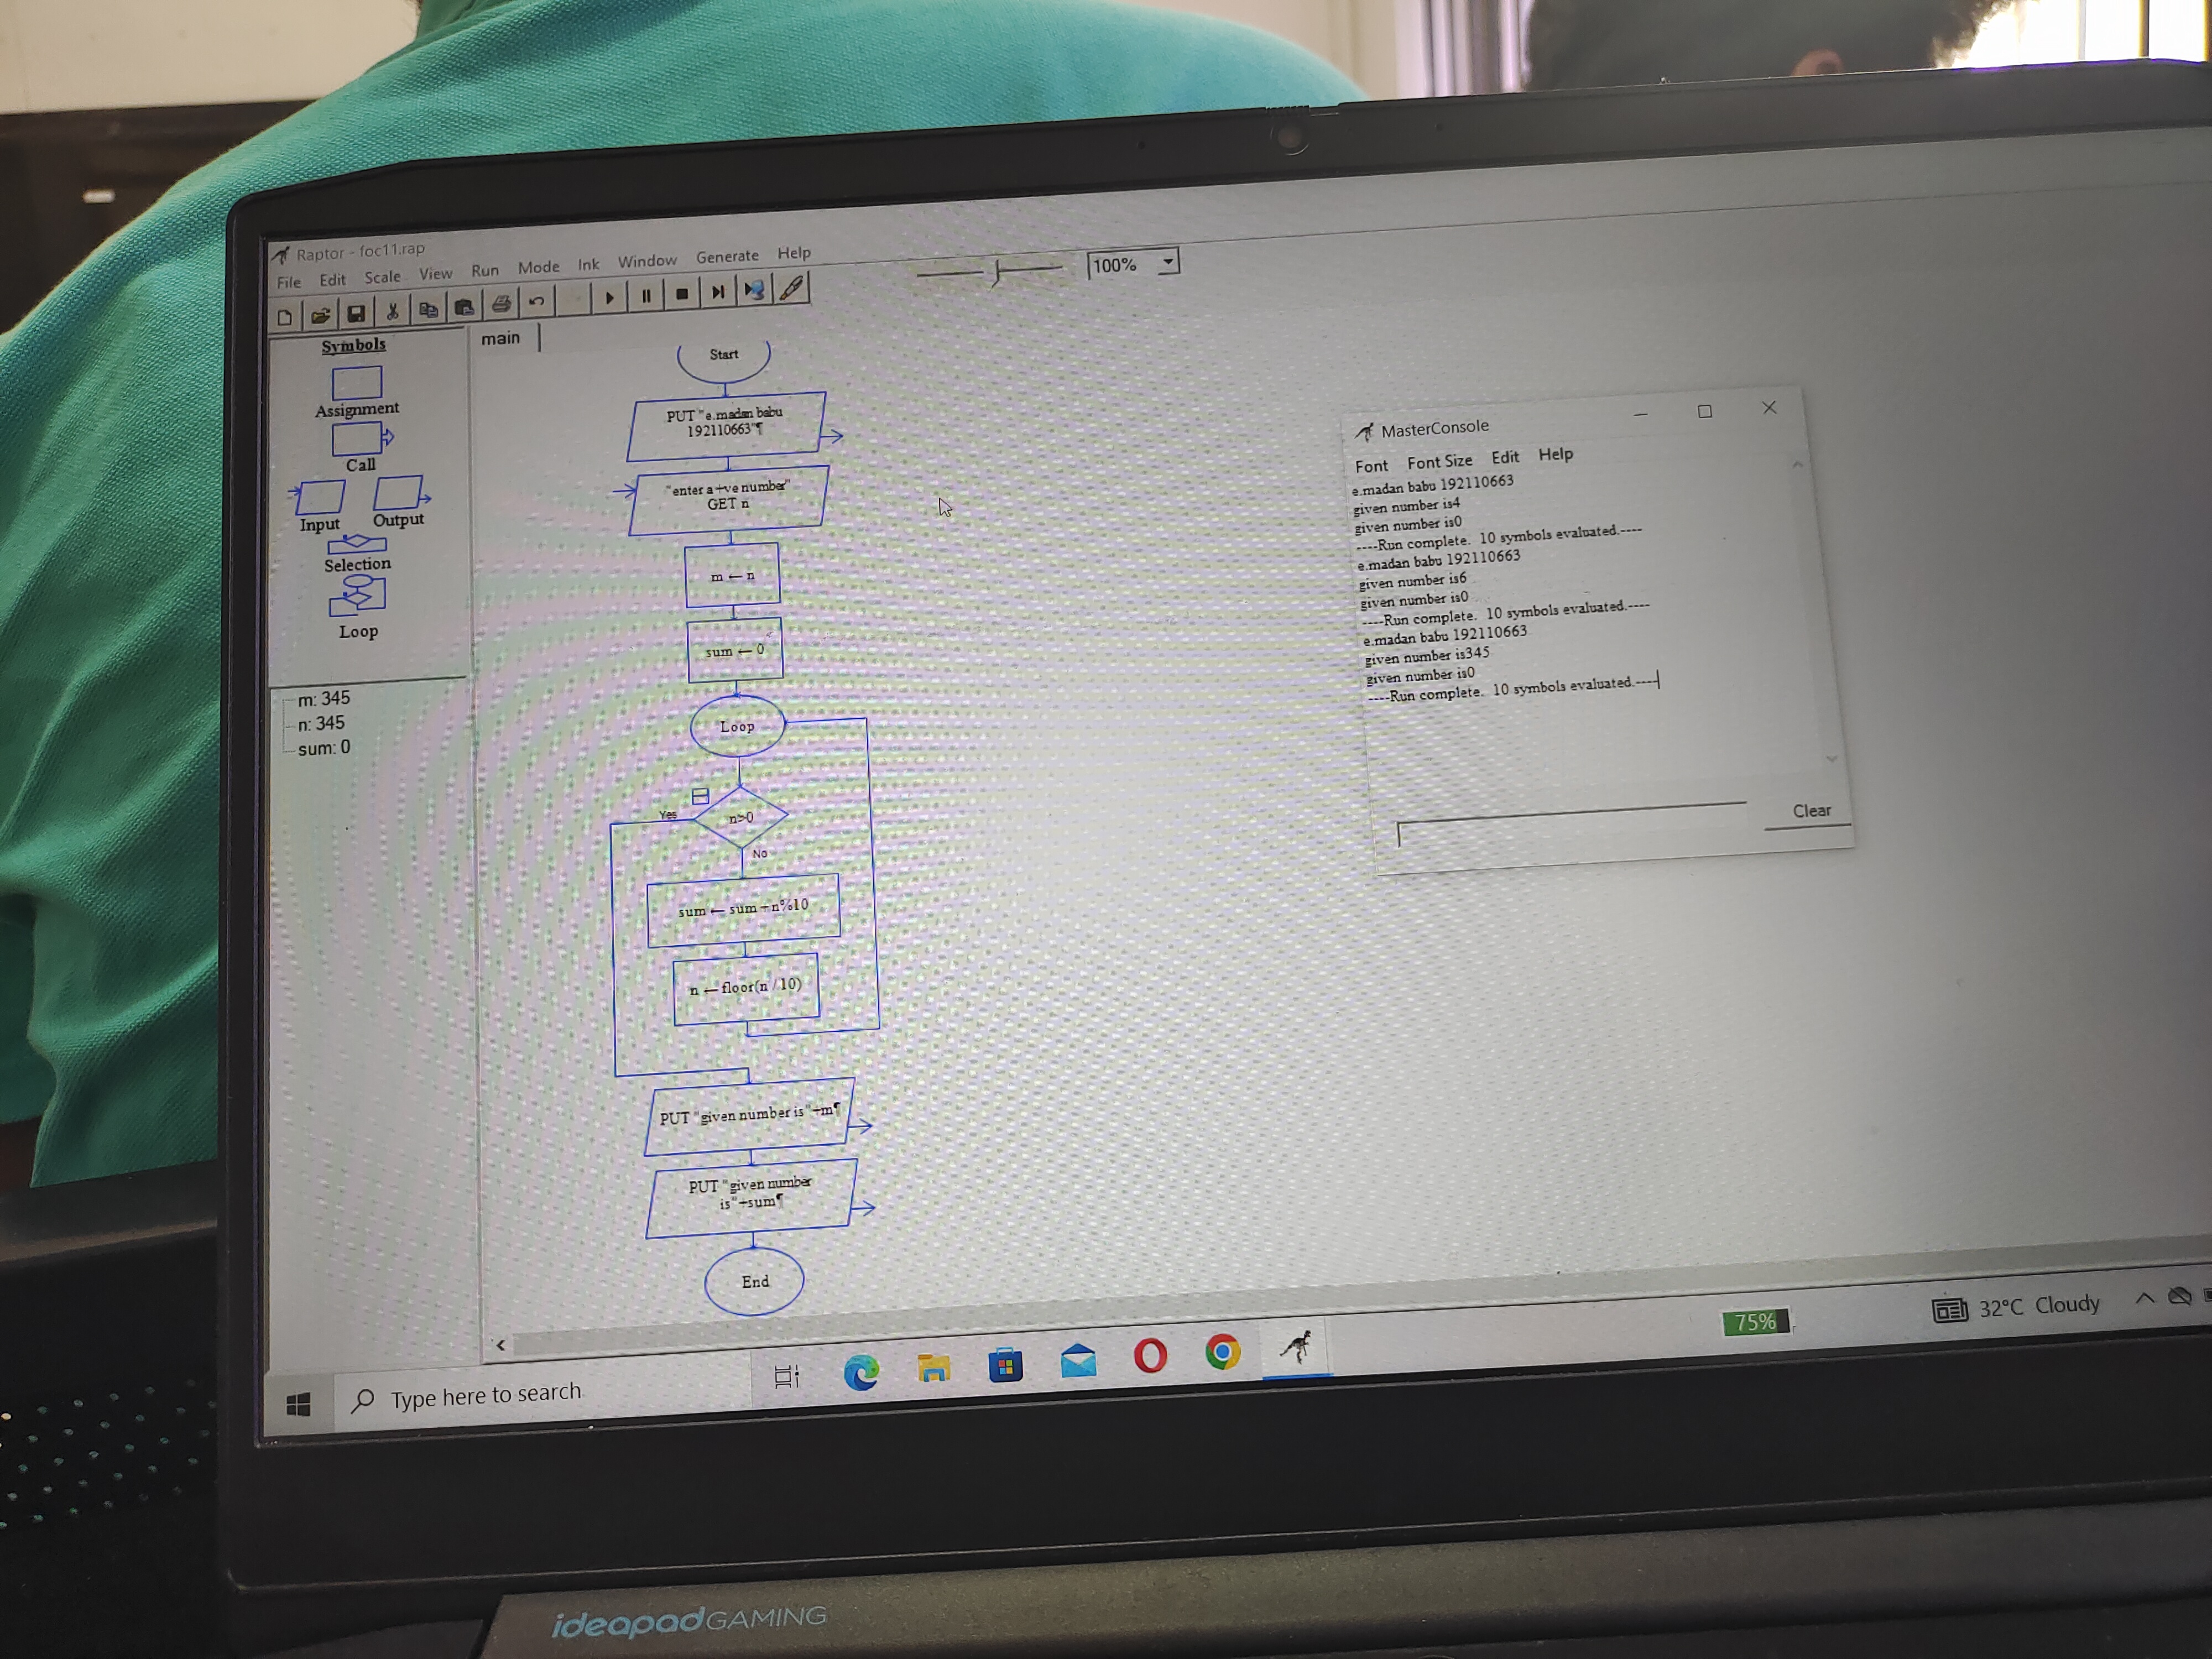 Raptor - foc11.rap
File Edit Scale View Run Mode Ink Window Generate Help
100%
Symbols
Assignment
Call
Input Output
Selection
Loop
m: 345
n: 345
sum: 0
main
Start
PUT "e.madan babu
192110663"¶
"enter a +ve number"
GET n
m ← n
sum ← 0
Loop
n>0
Yes
No
sum ← sum+n%10
n ← floor(n / 10)
PUT "given number is"+m¶
PUT "given number
is"+sum¶
End
MasterConsole
Font Font Size Edit Help
e.madan babu 192110663
given number is4
given number is0
----Run complete. 10 symbols evaluated.----
e.madan babu 192110663
given number is6
given number is0
----Run complete. 10 symbols evaluated.----
e.madan babu 192110663
given number is345
given number is0
----Run complete. 10 symbols evaluated.----
Clear
Type here to search
75%
32°C Cloudy
ideapad GAMING